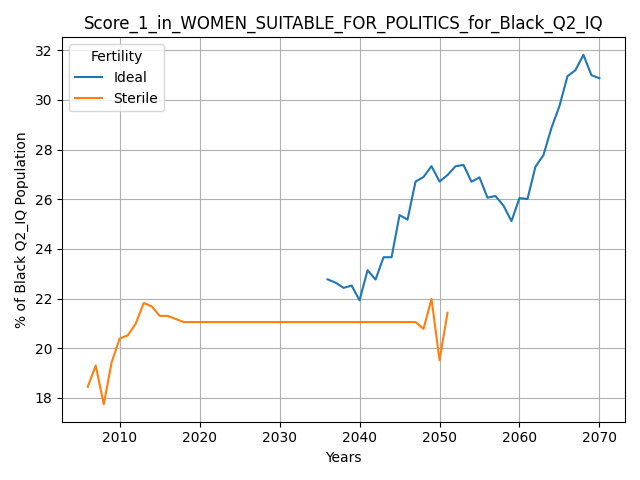 Score_1_in_WOMEN_SUITABLE_FOR_POLITICS_for_Black_Q2_IQ
Fertility
Ideal
Sterile
% of Black Q2_IQ Population
32
30
28
26
24
22
20
18
2010 2020 2030 2040 2050 2060 2070
Years